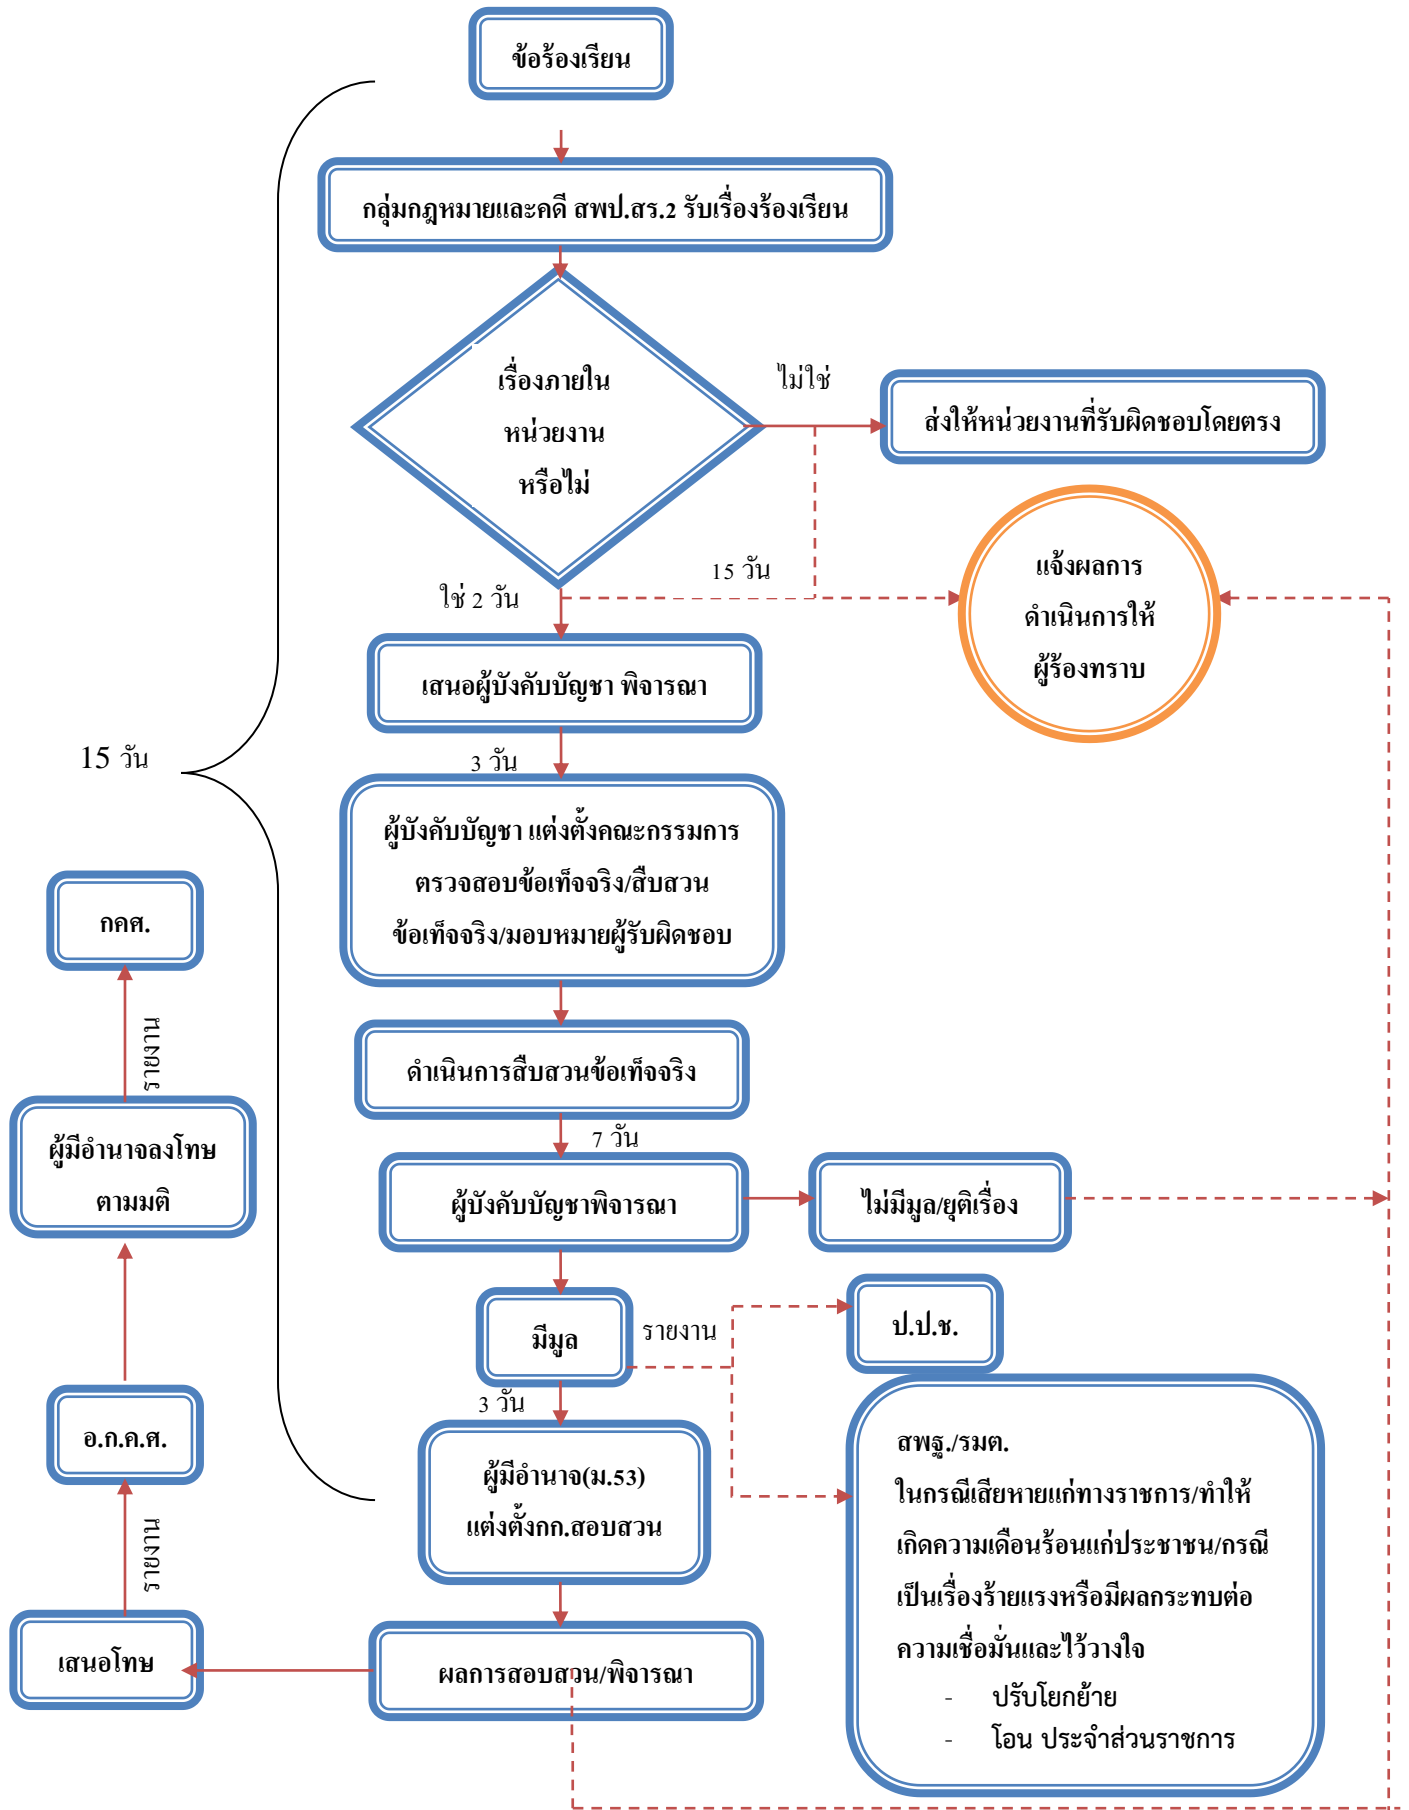 ข้อร้องเรียน
กลุ่มกฎหมายและคดี สพป.สร.2 รับเรื่องร้องเรียน
เรื่องภายใน
หน่วยงาน
หรือไม่
ไม่ใช่
ส่งให้หน่วยงานที่รับผิดชอบโดยตรง
แจ้งผลการ
ดำเนินการให้
ผู้ร้องทราบ
15 วัน
ใช่ 2 วัน
เสนอผู้บังคับบัญชา พิจารณา
15 วัน
3 วัน
ผู้บังคับบัญชา แต่งตั้งคณะกรรมการ
ตรวจสอบข้อเท็จจริง/สืบสวน
ข้อเท็จจริง/มอบหมายผู้รับผิดชอบ
กคศ.
รายงาน
ดำเนินการสืบสวนข้อเท็จจริง
7 วัน
ผู้มีอำนาจลงโทษ
ตามมติ
ผู้บังคับบัญชาพิจารณา
ไม่มีมูล/ยุติเรื่อง
มีมูล
รายงาน
ป.ป.ช.
3 วัน
อ.ก.ค.ศ.
ผู้มีอำนาจ(ม.53)
แต่งตั้งกก.สอบสวน
สพฐ./รมต.
ในกรณีเสียหายแก่ทางราชการ/ทำให้
เกิดความเดือนร้อนแก่ประชาชน/กรณี
เป็นเรื่องร้ายแรงหรือมีผลกระทบต่อ
ความเชื่อมั่นและไว้วางใจ
- ปรับโยกย้าย
- โอน ประจำส่วนราชการ
รายงาน
เสนอโทษ
ผลการสอบสวน/พิจารณา